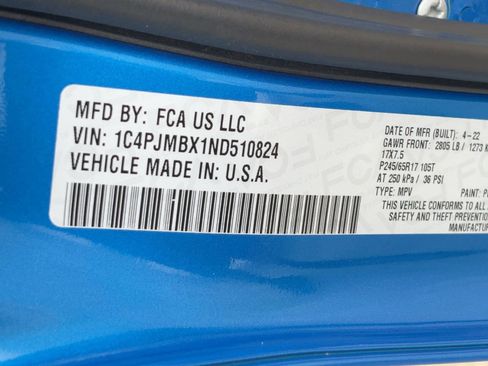 MFD BY: FCA US LLC
VIN: 1C4PJMBX1ND510824
VEHICLE MADE IN: U.S.A.
DATE OF MFR (BUILT): 4-22
GAWR FRONT: 2805 LB / 1273 K
17X7.5
P245/65R17 105T
AT 250 kPa / 36 PSI
TYPE: MPV PAINT: P
THIS VEHICLE CONFORMS TO ALL
SAFETY AND THEFT PREVENTION
MANUFACTUR